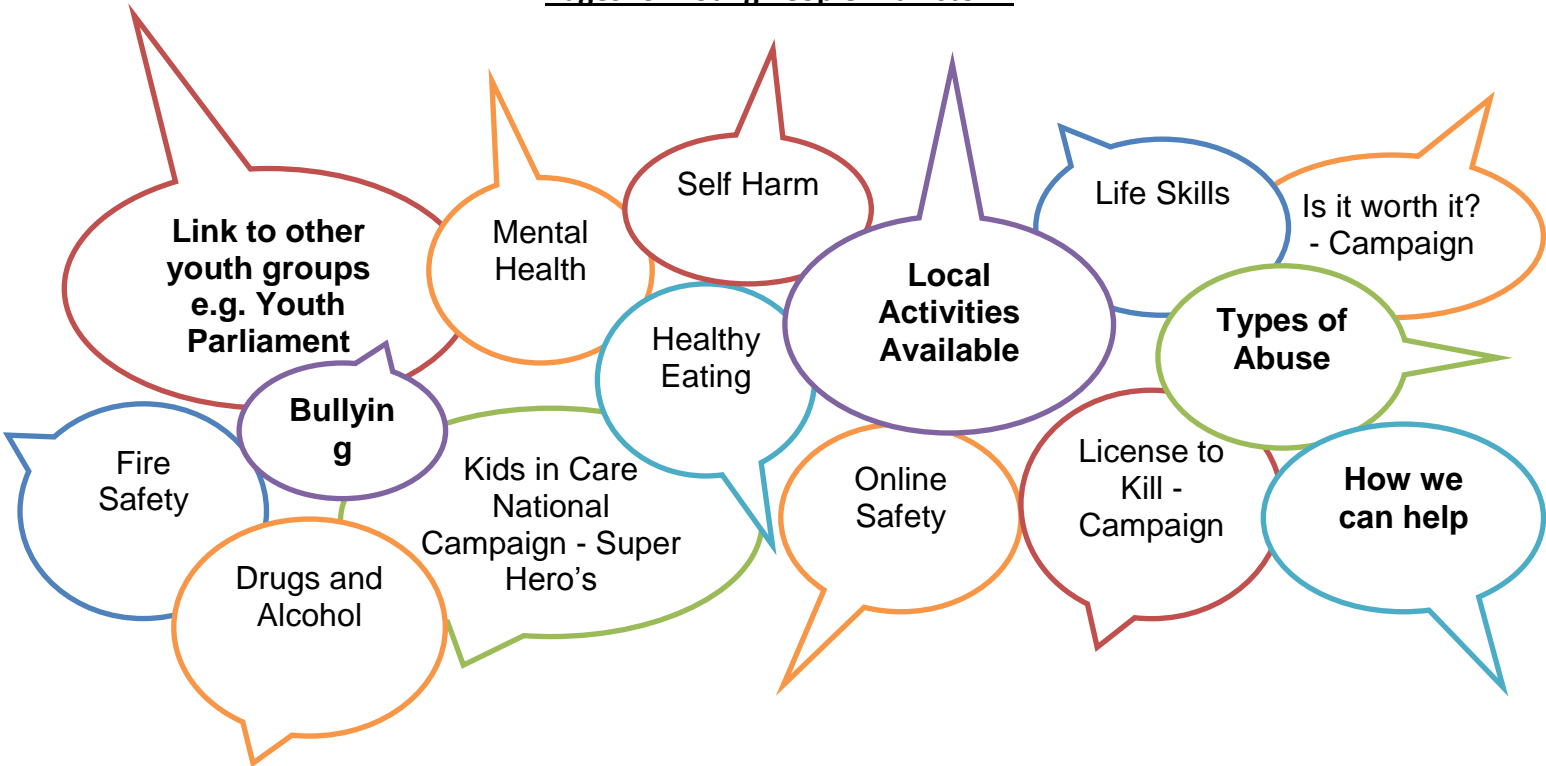 Link to other
youth groups
e.g. Youth
Parliament
Mental
Health
Self Harm
Local
Activities
Available
Life Skills
Is it worth it?
- Campaign
Healthy
Eating
Types of
Abuse
Bullyin
g
Fire
Safety
Kids in Care
National
Campaign - Super
Hero’s
Online
Safety
License to
Kill -
Campaign
How we
can help
Drugs and
Alcohol